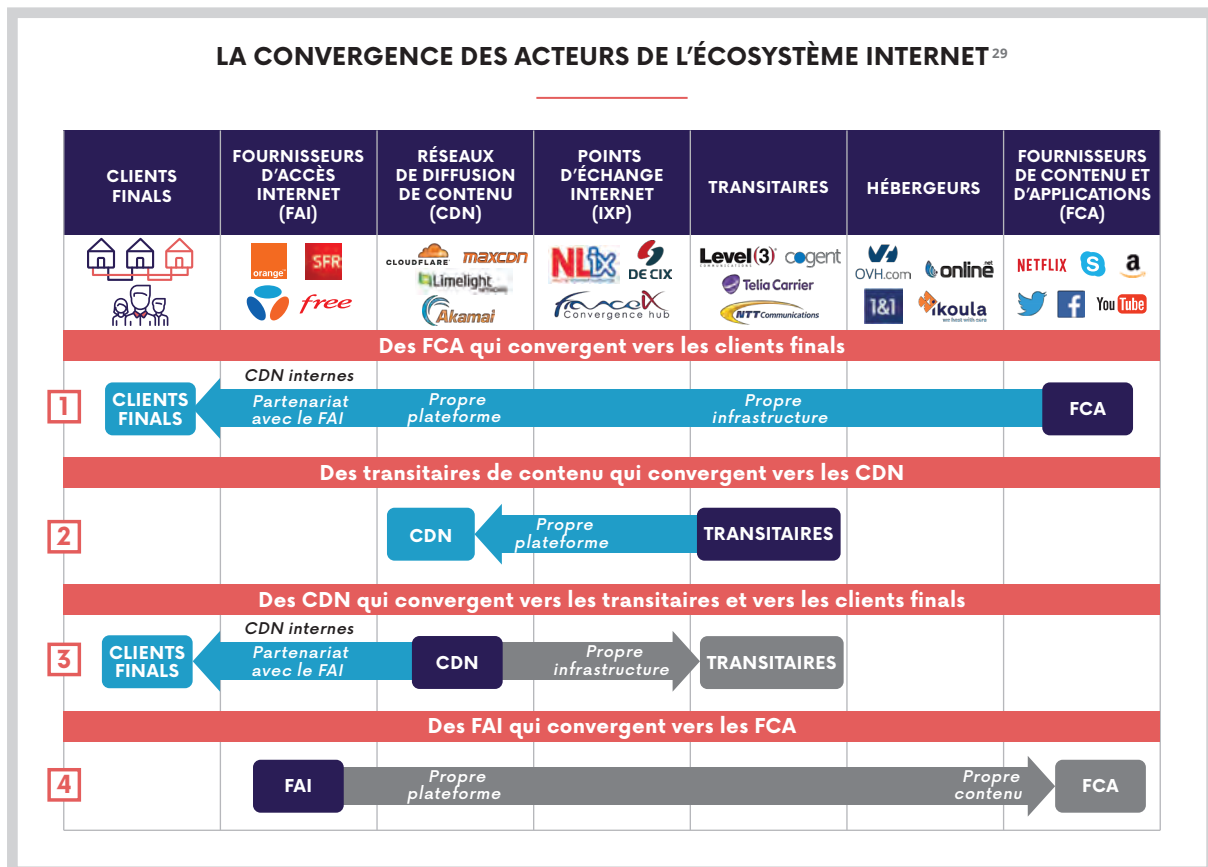 LA CONVERGENCE DES ACTEURS DE L'ÉCOSYSTÈME INTERNET 29
CLIENTS
FINALS
FOURNISSEURS
D'ACCÈS
INTERNET
(FAI)
RÉSEAUX
DE DIFFUSION
DE CONTENU
(CDN)
POINTS
D'ÉCHANGE
INTERNET
(IXP)
TRANSITAIRES
HÉBERGEURS
FOURNISSEURS
DE CONTENU ET
D'APPLICATIONS
(FCA)
orange
SFR
free
CLOUDFLARE
maxcdn
Limelight
Akamai
NLix
DE CIX
franceIX
Convergence hub
Level(3)
cogent
Telia Carrier
NTT Communications
OVH.com
online.net
1&1
ikoula
we host with care
NETFLIX
S
a
f
YouTube
Des FCA qui convergent vers les clients finals
1
CLIENTS
FINALS
CDN internes
Partenariat
avec le FAI
Propre
plateforme
Propre
infrastructure
FCA
Des transitaires de contenu qui convergent vers les CDN
2
CDN
Propre
plateforme
TRANSITAIRES
Des CDN qui convergent vers les transitaires et vers les clients finals
3
CLIENTS
FINALS
CDN internes
Partenariat
avec le FAI
CDN
Propre
infrastructure
TRANSITAIRES
Des FAI qui convergent vers les FCA
4
FAI
Propre
plateforme
Propre
contenu
FCA